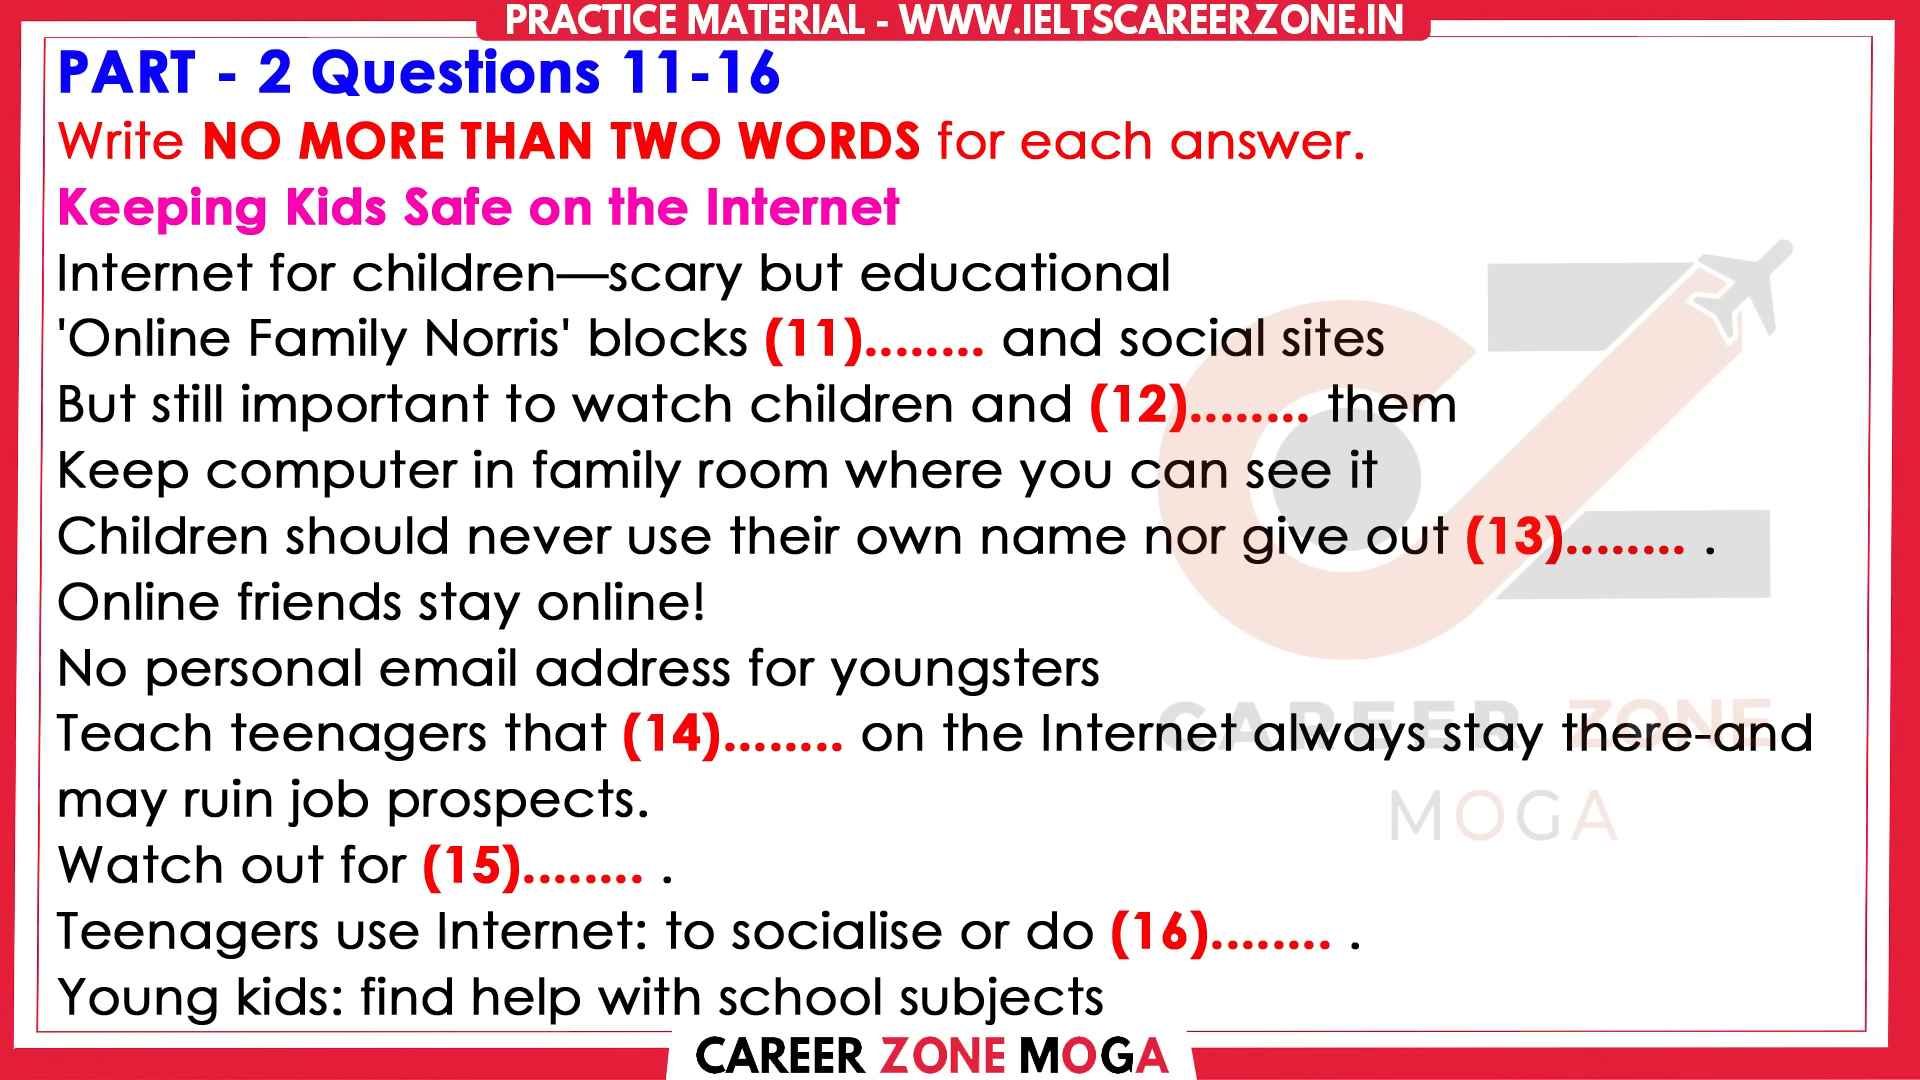 PRACTICE MATERIAL - WWW.IELTSCAREERZONE.IN
PART - 2 Questions 11-16
Write NO MORE THAN TWO WORDS for each answer.
Keeping Kids Safe on the Internet
Internet for children—scary but educational
'Online Family Norris' blocks (11)........ and social sites
But still important to watch children and (12)........ them
Keep computer in family room where you can see it
Children should never use their own name nor give out (13)........ .
Online friends stay online!
No personal email address for youngsters
Teach teenagers that (14)........ on the Internet always stay there-and
may ruin job prospects.
Watch out for (15)........ .
Teenagers use Internet: to socialise or do (16)........ .
Young kids: find help with school subjects
CAREER ZONE
MOGA
CAREER ZONE MOGA